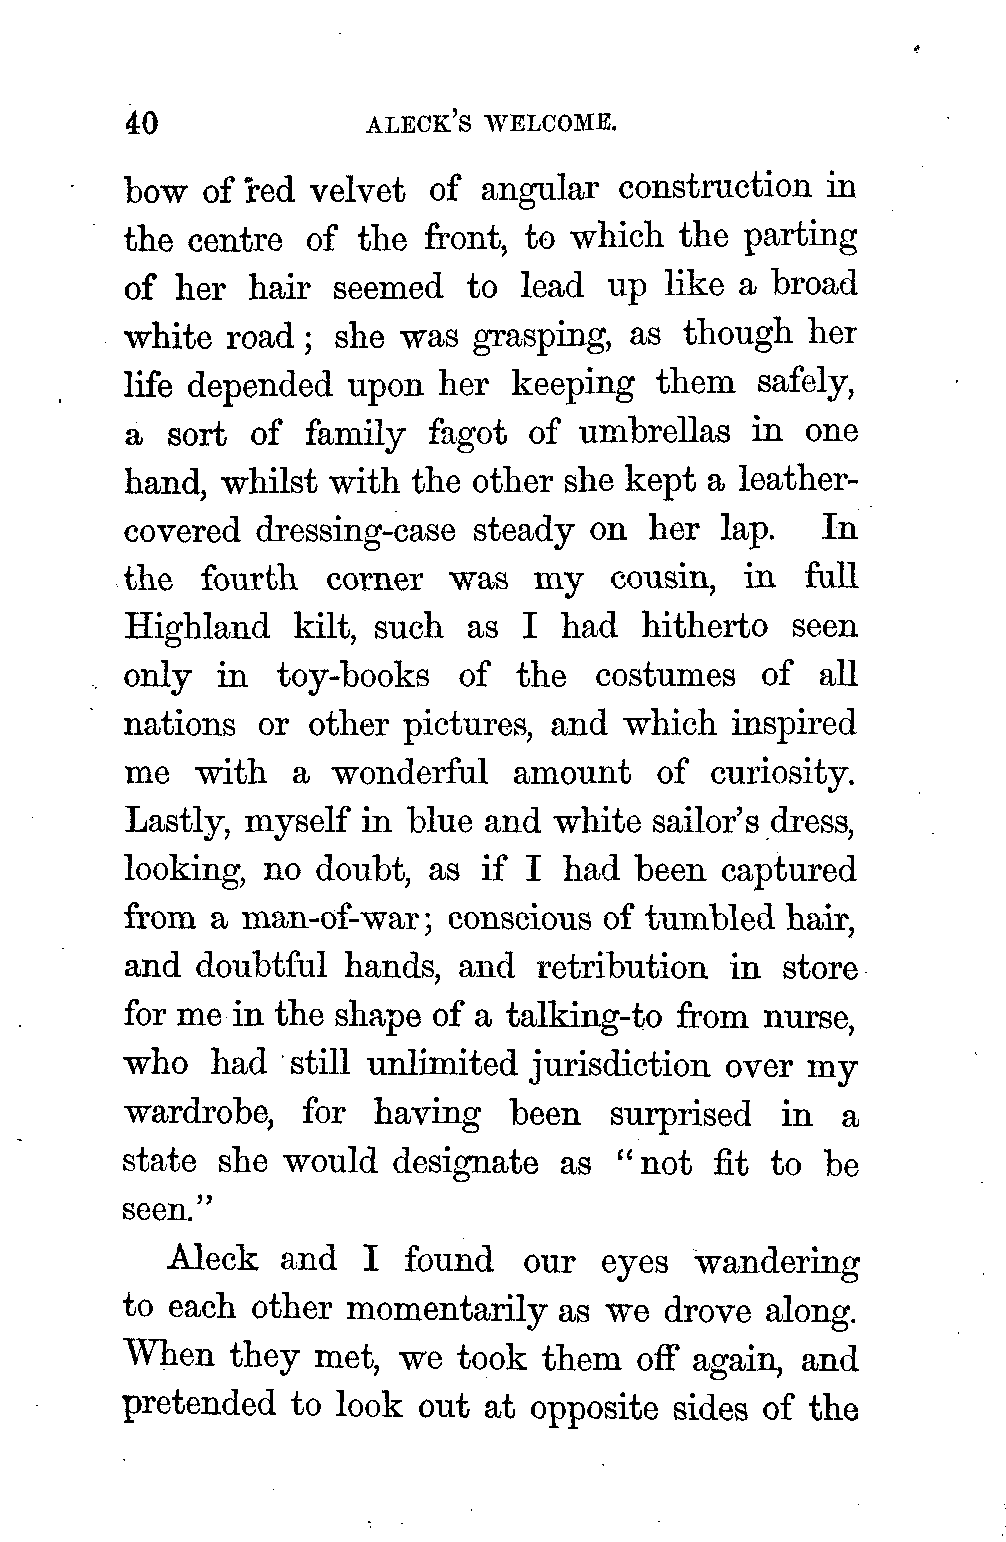 40 ALECK'S WELCOME.
bow of red velvet of angular construction in
the centre of the front, to which the parting
of her hair seemed to lead up like a broad
white road; she was grasping, as though her
life depended upon her keeping them safely,
a sort of family fagot of umbrellas in one
hand, whilst with the other she kept a leather-
covered dressing-case steady on her lap. In
the fourth corner was my cousin, in full
Highland kilt, such as I had hitherto seen
only in toy-books of the costumes of all
nations or other pictures, and which inspired
me with a wonderful amount of curiosity.
Lastly, myself in blue and white sailor's dress,
looking, no doubt, as if I had been captured
from a man-of-war; conscious of tumbled hair,
and doubtful hands, and retribution in store
for me in the shape of a talking-to from nurse,
who had still unlimited jurisdiction over my
wardrobe, for having been surprised in a
state she would designate as "not fit to be
seen."
Aleck and I found our eyes wandering
to each other momentarily as we drove along.
When they met, we took them off again, and
pretended to look out at opposite sides of the